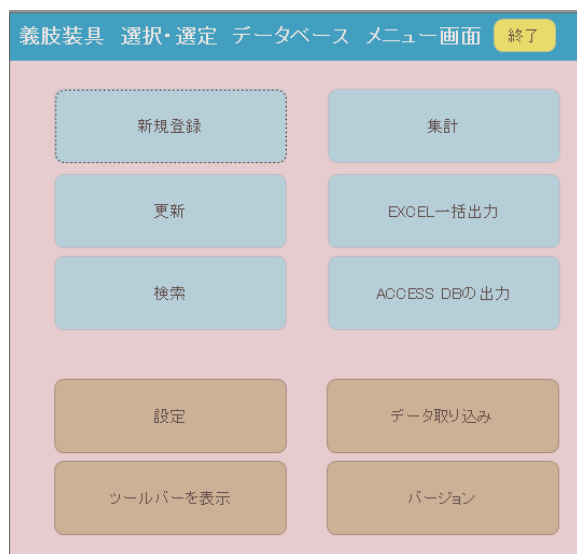 義肢装具 選択・選定 データベース メニュー画面 終了
新規登録 集計
更新 EXCEL一括出力
検索 ACCESS DBの出力
設定 データ取り込み
ツールバーを表示 バージョン